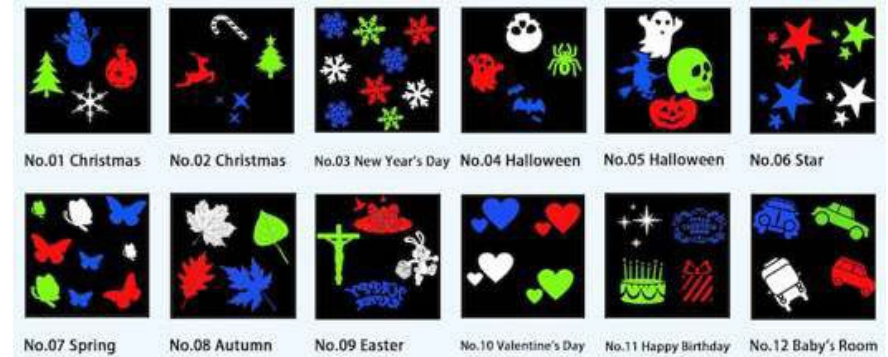 No.01 Christmas
No.02 Christmas
No.03 New Year's Day
No.04 Halloween
No.05 Halloween
No.06 Star
No.07 Spring
No.08 Autumn
No.09 Easter
No.10 Valentine's Day
No.11 Happy Birthday
No.12 Baby's Room